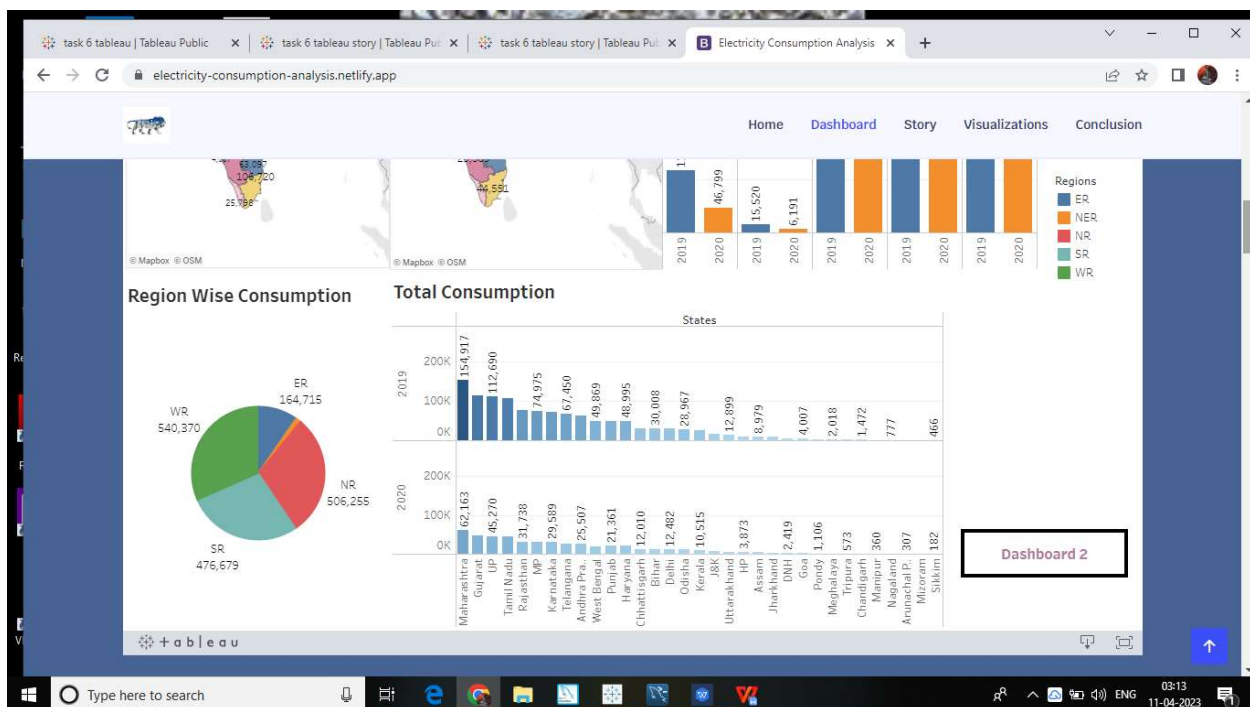 task 6 tableau | Tableau Public
task 6 tableau story | Tableau Pub
task 6 tableau story | Tableau Pub
Electricity Consumption Analysis
electricity-consumption-analysis.netlify.app
Home Dashboard Story Visualizations Conclusion
106,720
44,551
46,799
15,520
6,191
2019 2020 2019 2020 2019 2020 2019 2020 2019 2020
© Mapbox © OSM
© Mapbox © OSM
Regions
ER
NER
NR
SR
WR
Region Wise Consumption
ER
164,715
WR
540,370
NR
506,255
SR
476,679
Total Consumption
States
2019
200K
100K
0K
154,917 112,690 74,975 67,450 49,869 48,995 30,008 28,967 12,899 8,979 4,007 2,018 1,472 777 466
2020
200K
100K
0K
62,163 45,270 31,738 29,589 25,507 21,361 12,010 12,482 10,515 3,873 2,419 1,106 573 360 307 182
Maharashtra
Gujarat
UP
Tamil Nadu
Rajasthan
MP
Karnataka
Telangana
Andhra Pra..
West Bengal
Punjab
Haryana
Chhattisgarh
Bihar
Delhi
Odisha
Kerala
J&K
Uttarakhand
HP
Assam
Jharkhand
DNH
Goa
Pondy
Meghalaya
Tripura
Chandigarh
Manipur
Nagaland
Arunachal P..
Mizoram
Sikkim
Dashboard 2
+ a b | e a u
Type here to search
ENG
03:13
11-04-2023